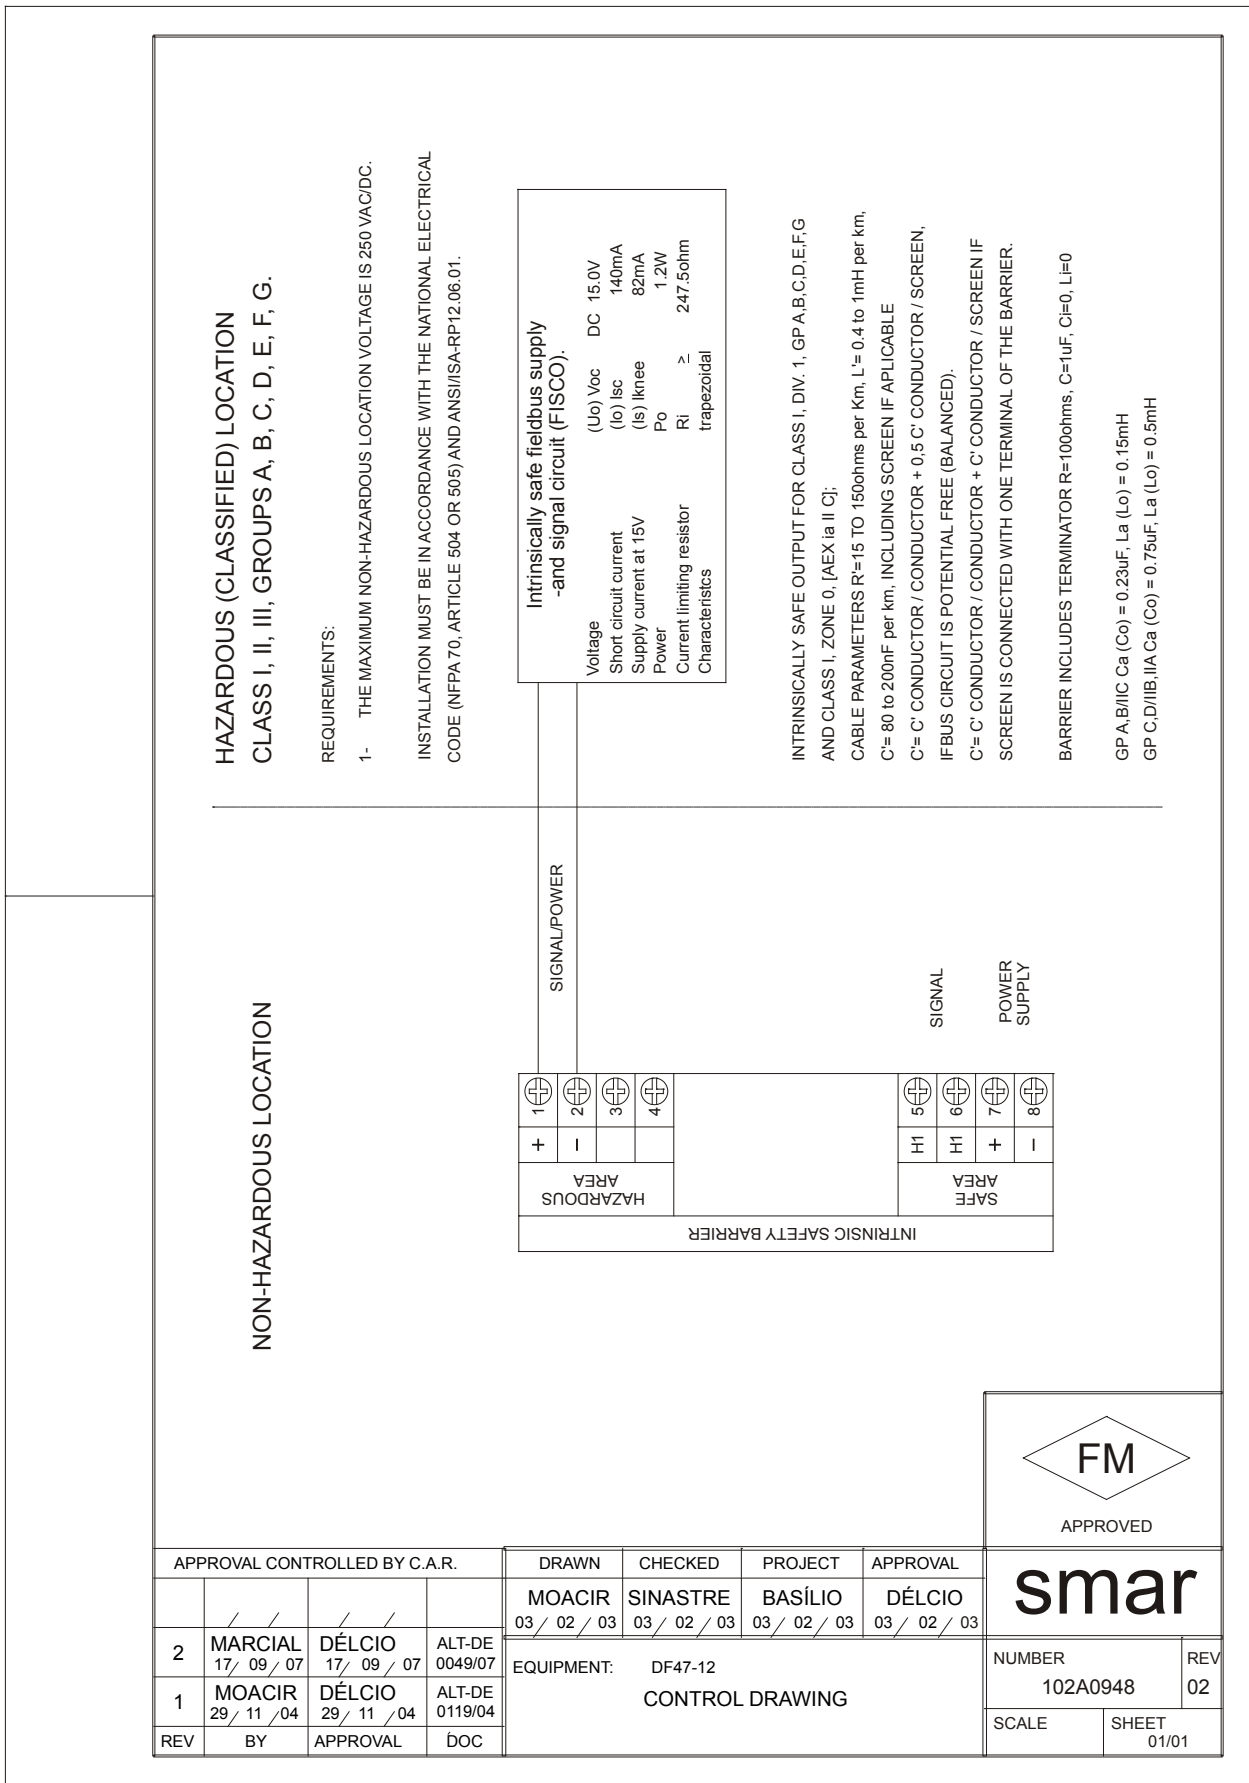 HAZARDOUS (CLASSIFIED) LOCATION
CLASS I, II, III, GROUPS A, B, C, D, E, F, G.
REQUIREMENTS:
1- THE MAXIMUM NON-HAZARDOUS LOCATION VOLTAGE IS 250 VAC/DC.
INSTALLATION MUST BE IN ACCORDANCE WITH THE NATIONAL ELECTRICAL
CODE (NFPA 70, ARTICLE 504 OR 505) AND ANSI/ISA-RP12.06.01.
Intrinsically safe fieldbus supply
-and signal circuit (FISCO).
Voltage (Uo) Voc DC 15.0V
Short circuit current (Io) Isc 140mA
Supply current at 15V (Is) Iknee 82mA
Power Po 1.2W
Current limiting resistor Ri ≥ 247.5ohm
Characteristcs trapezoidal
INTRINSICALLY SAFE OUTPUT FOR CLASS I, DIV. 1, GP A,B,C,D,E,F,G
AND CLASS I, ZONE 0, [AEX ia II C];
CABLE PARAMETERS R'=15 TO 150ohms per Km, L'= 0.4 to 1mH per km,
C'= 80 to 200nF per km, INCLUDING SCREEN IF APLICABLE
C'= C' CONDUCTOR / CONDUCTOR + 0,5 C' CONDUCTOR / SCREEN,
IFBUS CIRCUIT IS POTENTIAL FREE (BALANCED).
C'= C' CONDUCTOR / CONDUCTOR + C' CONDUCTOR / SCREEN IF
SCREEN IS CONNECTED WITH ONE TERMINAL OF THE BARRIER.
BARRIER INCLUDES TERMINATOR R=100ohms, C=1uF, Ci=0, Li=0
GP A,B/IIC Ca (Co) = 0.23uF, La (Lo) = 0.15mH
GP C,D/IIB,IIA Ca (Co) = 0.75uF, La (Lo) = 0.5mH
NON-HAZARDOUS LOCATION
SIGNAL/POWER
SIGNAL
POWER
SUPPLY
1 2 3 4 5 6 7 8
+ − H1 H1 + −
HAZARDOUS
AREA
SAFE
AREA
INTRINSIC SAFETY BARRIER
FM
APPROVED
smar
APPROVAL CONTROLLED BY C.A.R.
/ / / /
2 MARCIAL DÉLCIO ALT-DE
17/ 09 / 07 17/ 09 / 07 0049/07
1 MOACIR DÉLCIO ALT-DE
29/ 11 /04 29/ 11 /04 0119/04
REV BY APPROVAL DOC
DRAWN CHECKED PROJECT APPROVAL
MOACIR SINASTRE BASÍLIO DÉLCIO
03 / 02 / 03 03 / 02 / 03 03 / 02 / 03 03 / 02 / 03
EQUIPMENT: DF47-12
CONTROL DRAWING
NUMBER REV
102A0948 02
SCALE SHEET
01/01